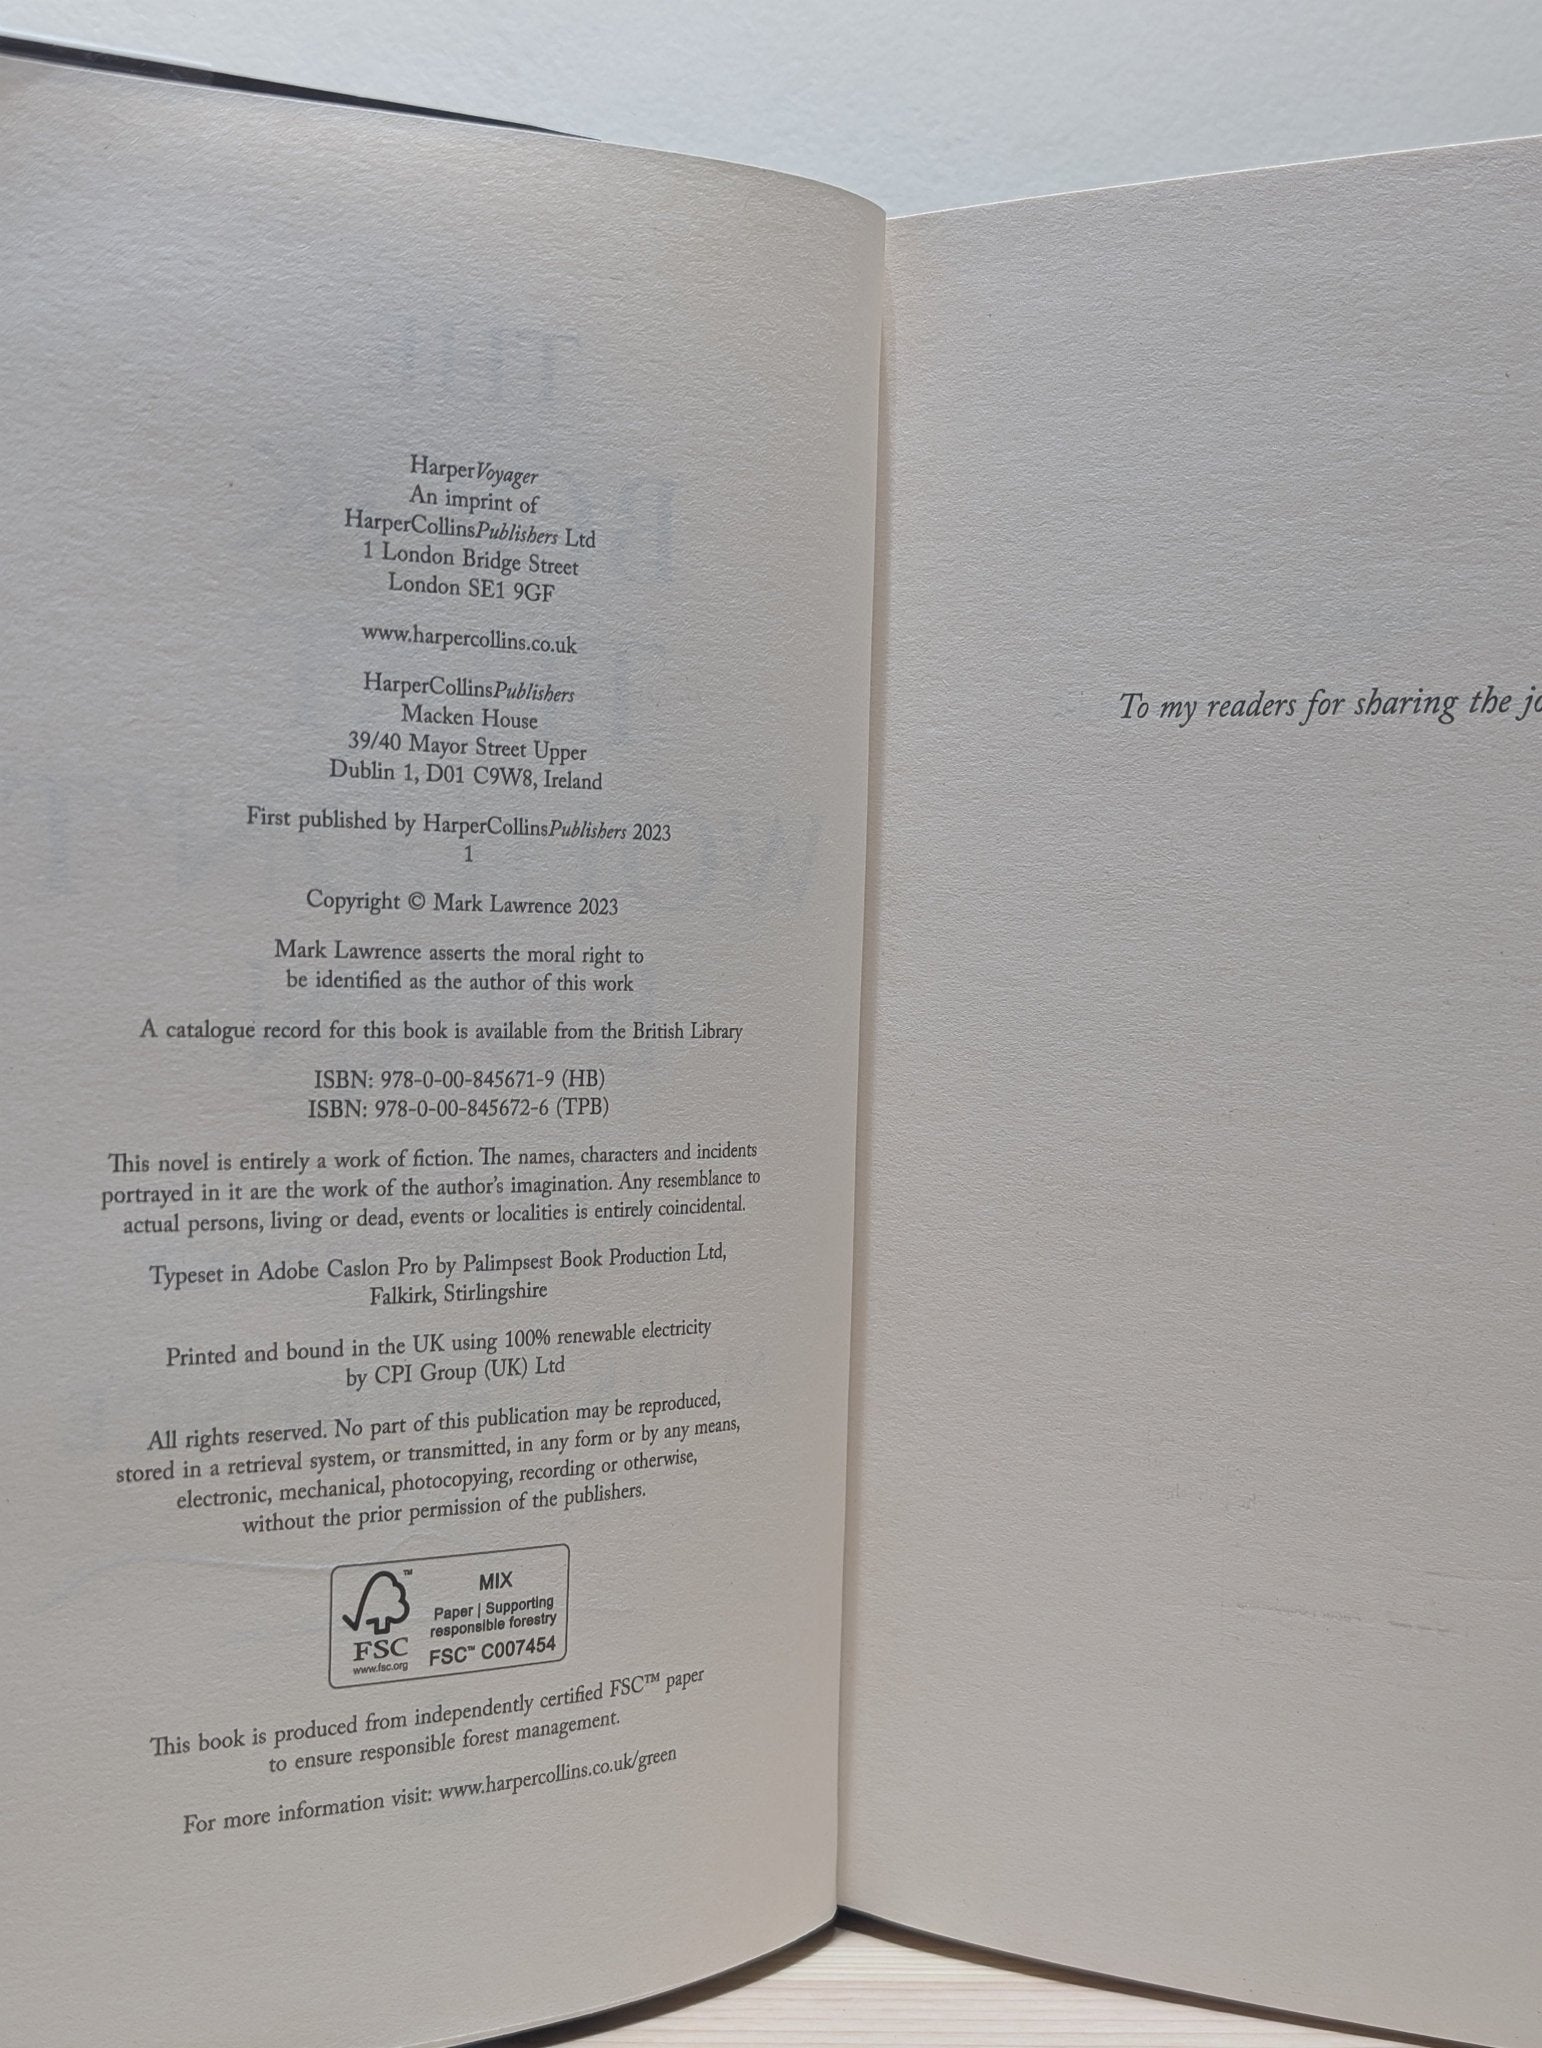 HarperVoyager
An imprint of
HarperCollinsPublishers Ltd
1 London Bridge Street
London SE1 9GF
www.harpercollins.co.uk
HarperCollinsPublishers
Macken House
39/40 Mayor Street Upper
Dublin 1, D01 C9W8, Ireland
First published by HarperCollinsPublishers 2023
1
Copyright © Mark Lawrence 2023
Mark Lawrence asserts the moral right to
be identified as the author of this work
A catalogue record for this book is available from the British Library
ISBN: 978-0-00-845671-9 (HB)
ISBN: 978-0-00-845672-6 (TPB)
This novel is entirely a work of fiction. The names, characters and incidents
portrayed in it are the work of the author's imagination. Any resemblance to
actual persons, living or dead, events or localities is entirely coincidental.
Typeset in Adobe Caslon Pro by Palimpsest Book Production Ltd,
Falkirk, Stirlingshire
Printed and bound in the UK using 100% renewable electricity
by CPI Group (UK) Ltd
All rights reserved. No part of this publication may be reproduced,
stored in a retrieval system, or transmitted, in any form or by any means,
electronic, mechanical, photocopying, recording or otherwise,
without the prior permission of the publishers.
FSC
www.fsc.org
MIX
Paper | Supporting
responsible forestry
FSC™ C007454
This book is produced from independently certified FSC™ paper
to ensure responsible forest management.
For more information visit: www.harpercollins.co.uk/green
To my readers for sharing the